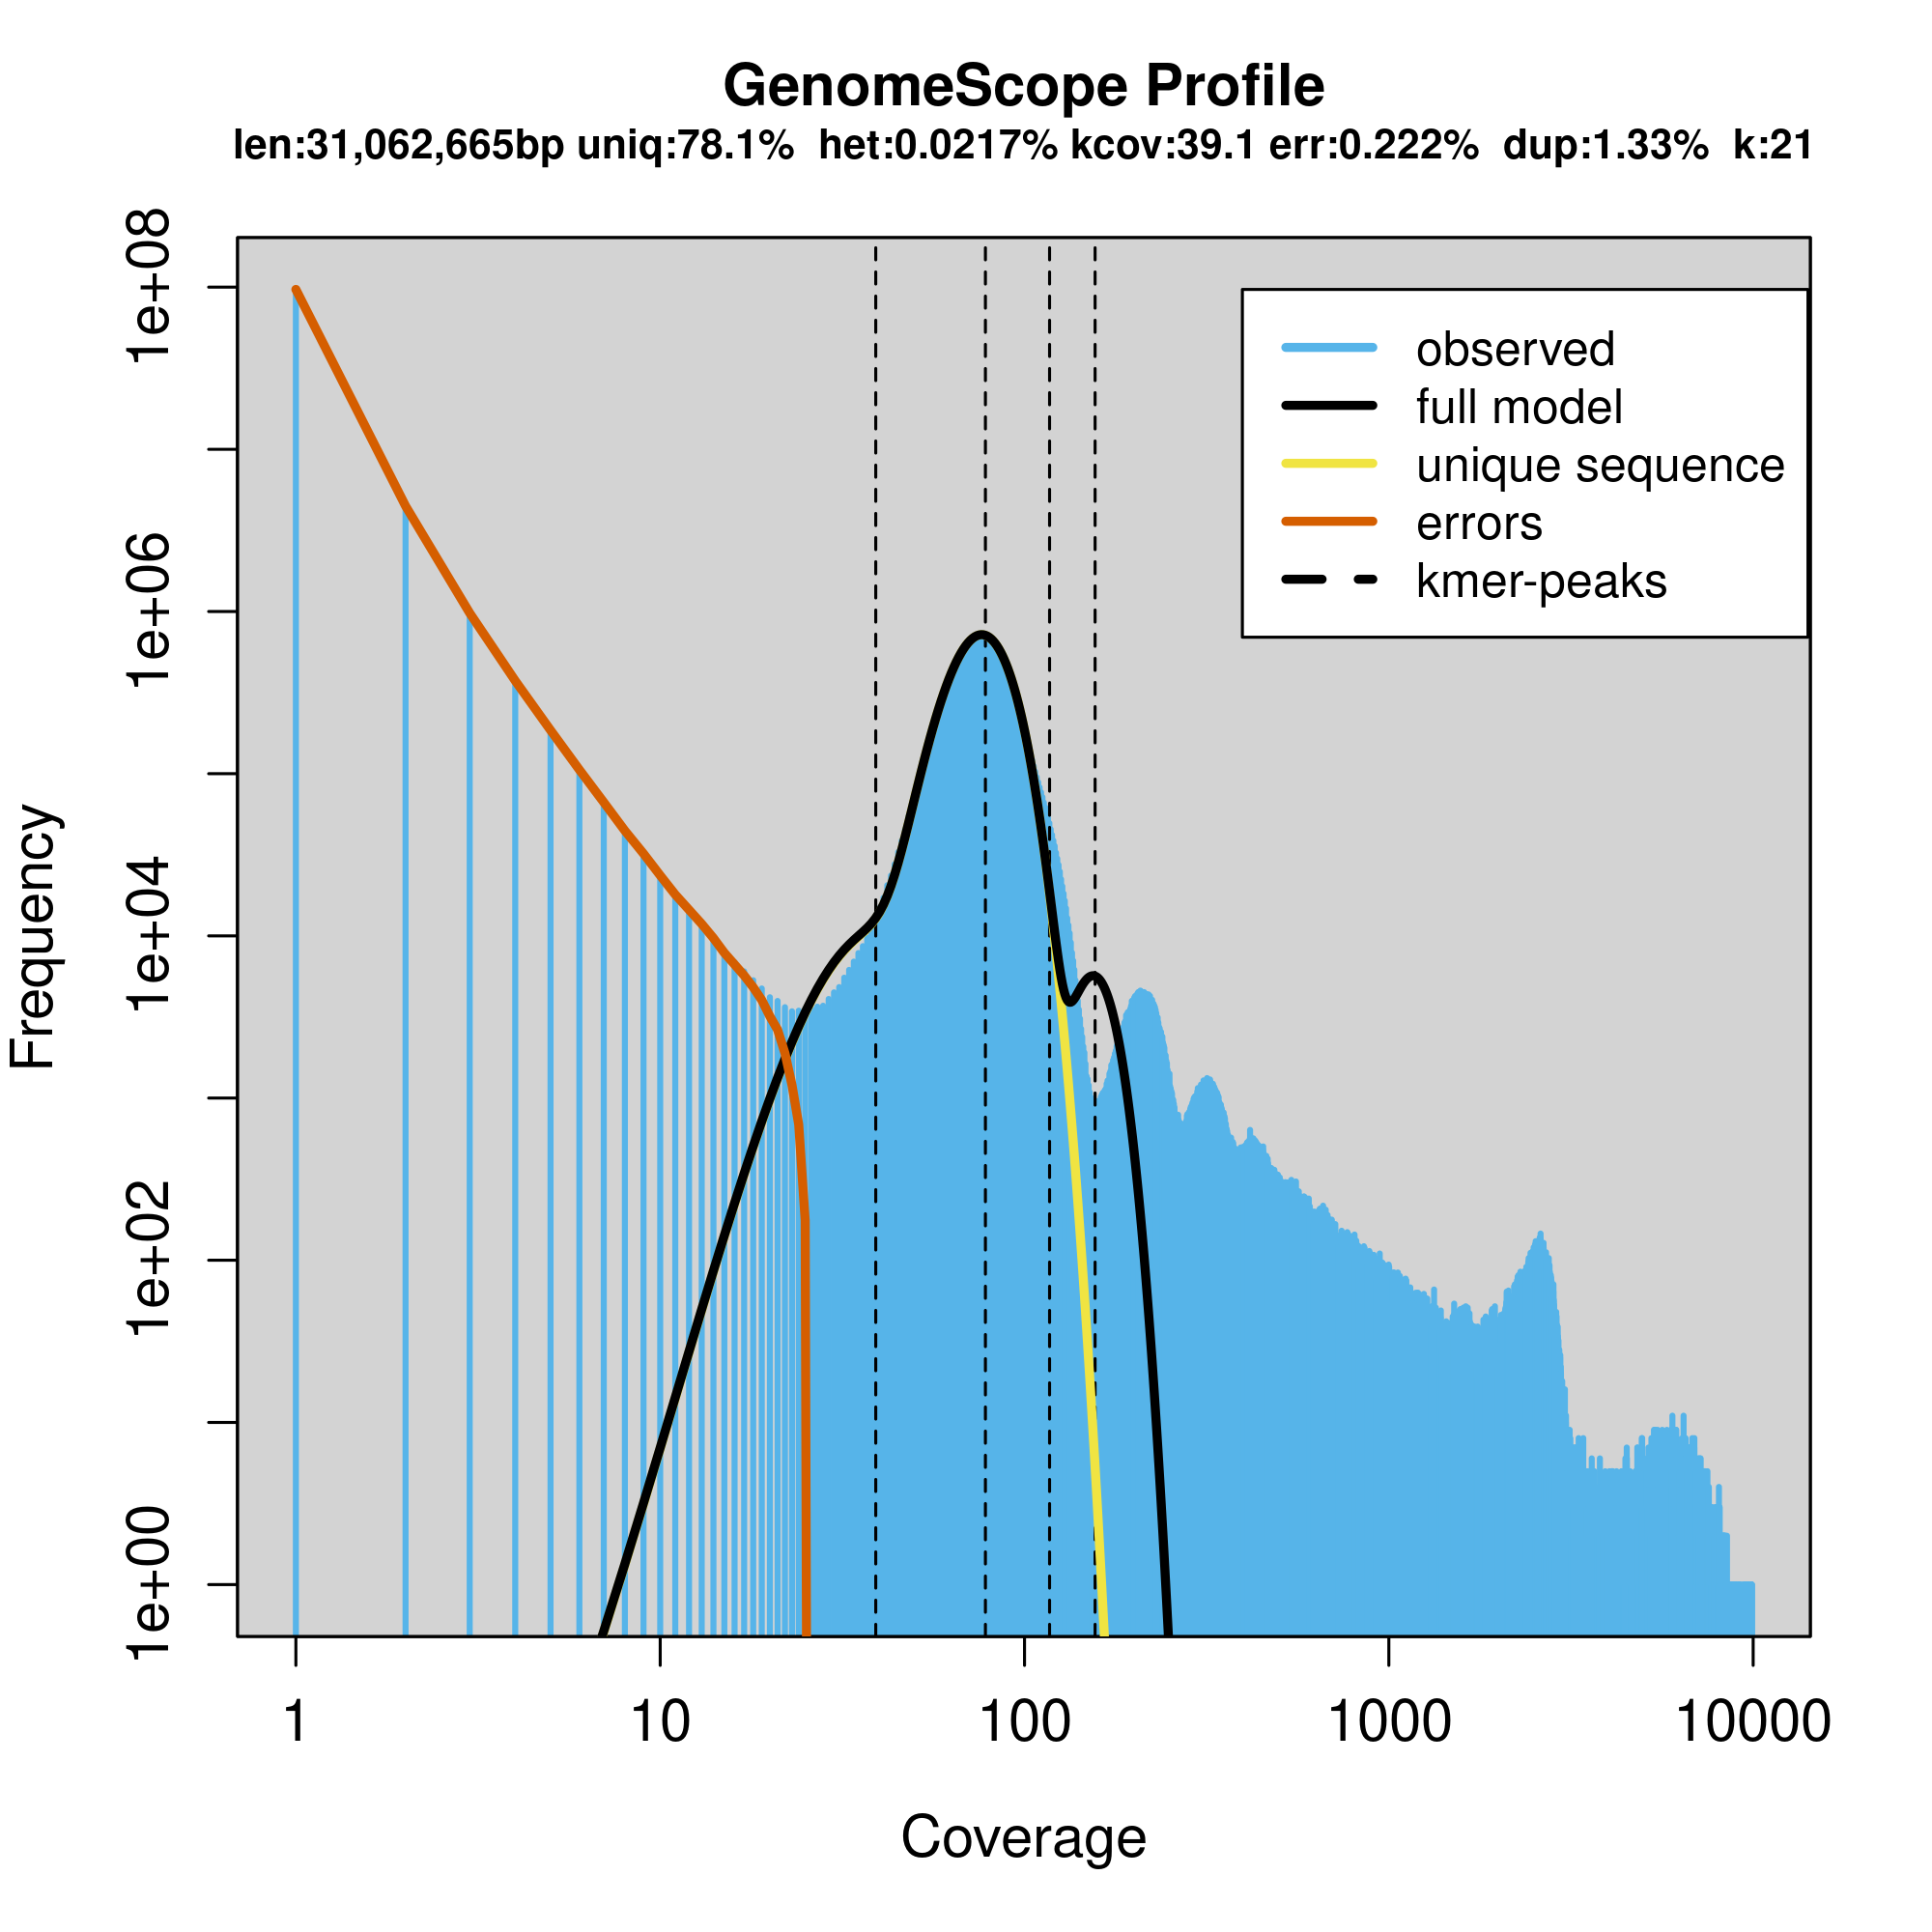 GenomeScope Profile
len:31,062,665bp uniq:78.1% het:0.0217% kcov:39.1 err:0.222% dup:1.33% k:21
1e+08
1e+06
1e+04
1e+02
1e+00
Frequency
observed
full model
unique sequence
errors
kmer-peaks
1 10 100 1000 10000
Coverage